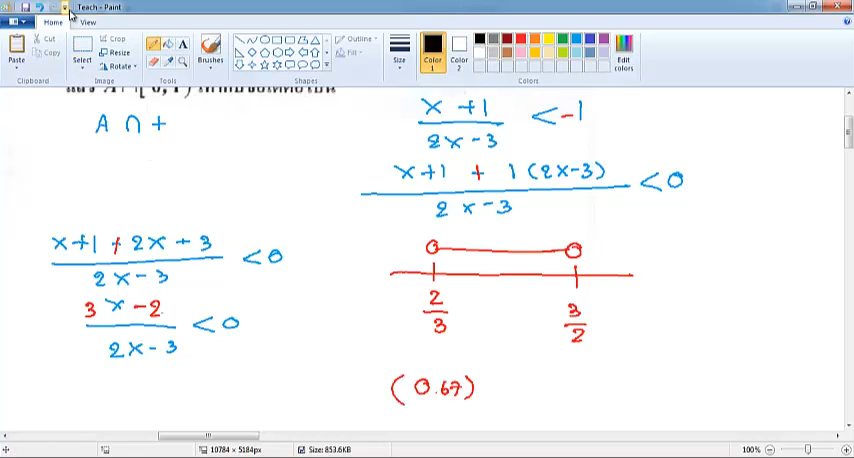 Teach - Paint
Home View
Paste
Cut
Copy
Clipboard
Select
Crop
Resize
Rotate
Image
Tools
Brushes
Shapes
Outline
Fill
Size
Color 1
Color 2
Edit colors
Colors
A ∩ +
x + 1
2x - 3
< -1
x+1 + 1 (2x-3)
2x-3
< 0
x+1 + 2x + 3
2x-3
< 0
3x - 2
2x-3
< 0
2
3
3
2
( 0.67)
10784 × 5184px
Size: 853.6KB
100%